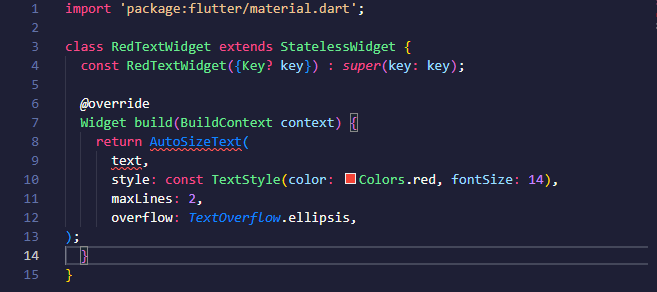 1 import 'package:flutter/material.dart';
2
3 class RedTextWidget extends StatelessWidget {
4   const RedTextWidget({Key? key}) : super(key: key);
5
6   @override
7   Widget build(BuildContext context) {
8     return AutoSizeText(
9       text,
10       style: const TextStyle(color: Colors.red, fontSize: 14),
11       maxLines: 2,
12       overflow: TextOverflow.ellipsis,
13 );
14   }
15 }